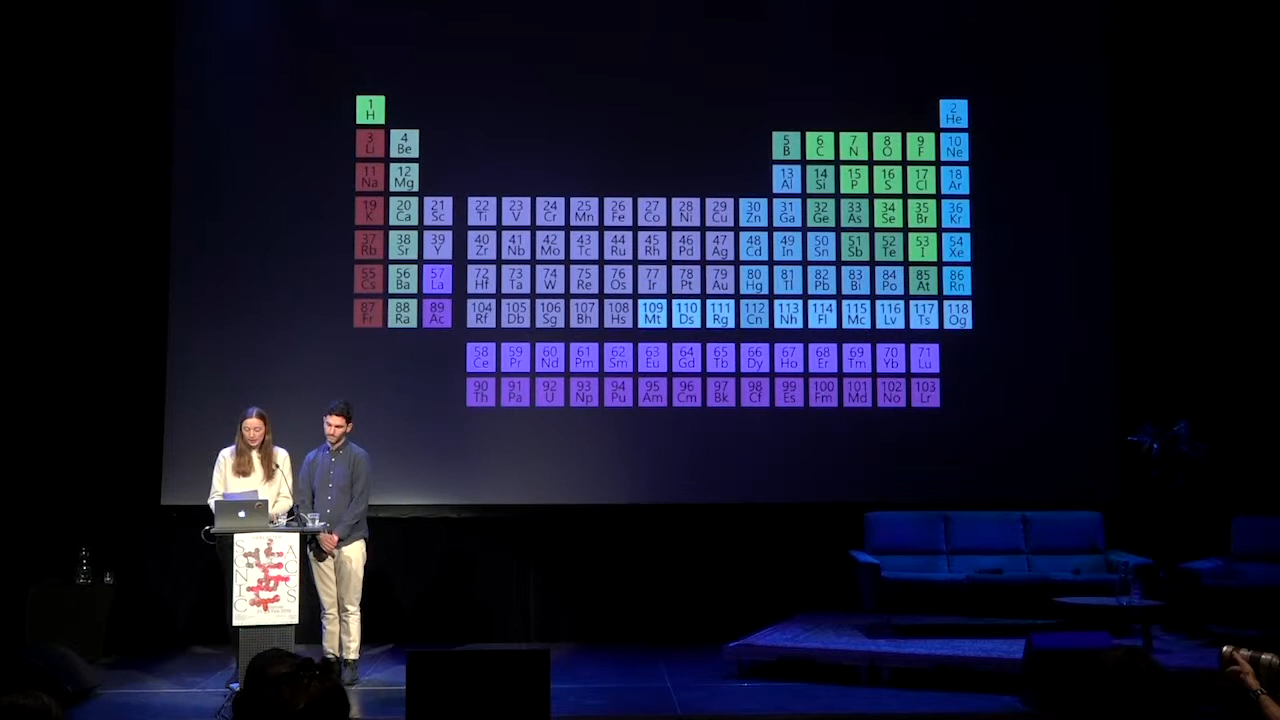 1 H 2 He
3 Li 4 Be 5 B 6 C 7 N 8 O 9 F 10 Ne
11 Na 12 Mg 13 Al 14 Si 15 P 16 S 17 Cl 18 Ar
19 K 20 Ca 21 Sc 22 Ti 23 V 24 Cr 25 Mn 26 Fe 27 Co 28 Ni 29 Cu 30 Zn 31 Ga 32 Ge 33 As 34 Se 35 Br 36 Kr
37 Rb 38 Sr 39 Y 40 Zr 41 Nb 42 Mo 43 Tc 44 Ru 45 Rh 46 Pd 47 Ag 48 Cd 49 In 50 Sn 51 Sb 52 Te 53 I 54 Xe
55 Cs 56 Ba 57 La 72 Hf 73 Ta 74 W 75 Re 76 Os 77 Ir 78 Pt 79 Au 80 Hg 81 Tl 82 Pb 83 Bi 84 Po 85 At 86 Rn
87 Fr 88 Ra 89 Ac 104 Rf 105 Db 106 Sg 107 Bh 108 Hs 109 Mt 110 Ds 111 Rg 112 Cn 113 Nh 114 Fl 115 Mc 116 Lv 117 Ts 118 Og
58 Ce 59 Pr 60 Nd 61 Pm 62 Sm 63 Eu 64 Gd 65 Tb 66 Dy 67 Ho 68 Er 69 Tm 70 Yb 71 Lu
90 Th 91 Pa 92 U 93 Np 94 Pu 95 Am 96 Cm 97 Bk 98 Cf 99 Es 100 Fm 101 Md 102 No 103 Lr
SONIC
ACTS